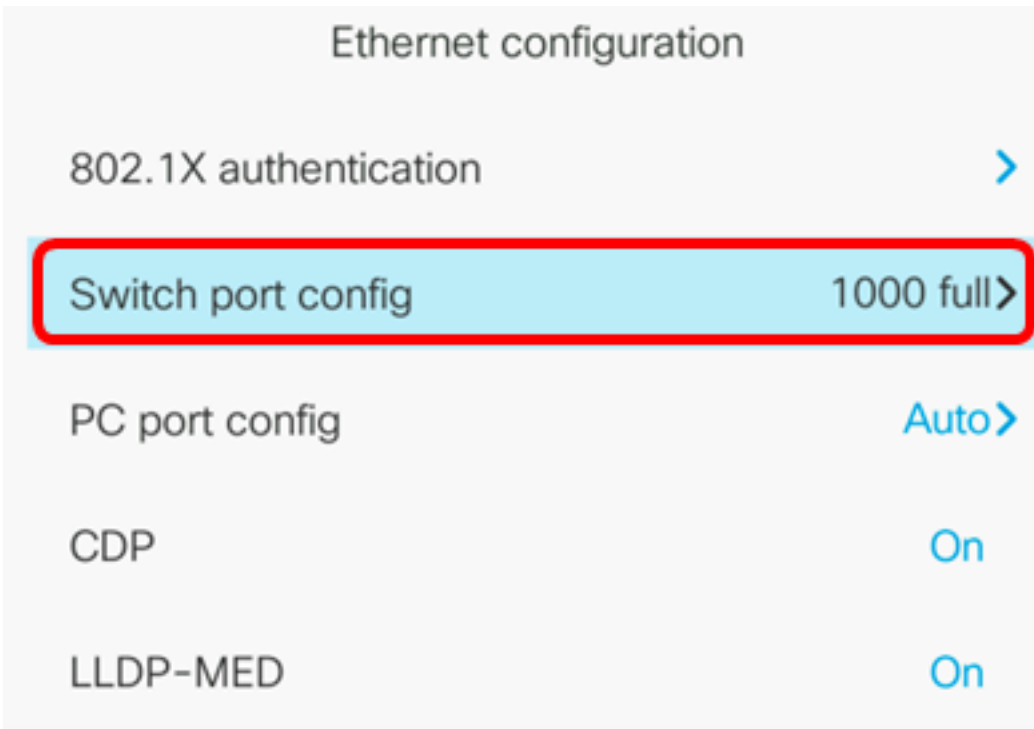 Ethernet configuration
802.1X authentication
Switch port config 1000 full
PC port config Auto
CDP On
LLDP-MED On